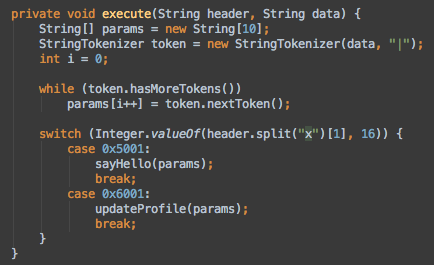 private void execute(String header, String data) {
    String[] params = new String[10];
    StringTokenizer token = new StringTokenizer(data, "|");
    int i = 0;

    while (token.hasMoreTokens())
        params[i++] = token.nextToken();

    switch (Integer.valueOf(header.split("x")[1], 16)) {
        case 0x5001:
            sayHello(params);
            break;
        case 0x6001:
            updateProfile(params);
            break;
    }
}